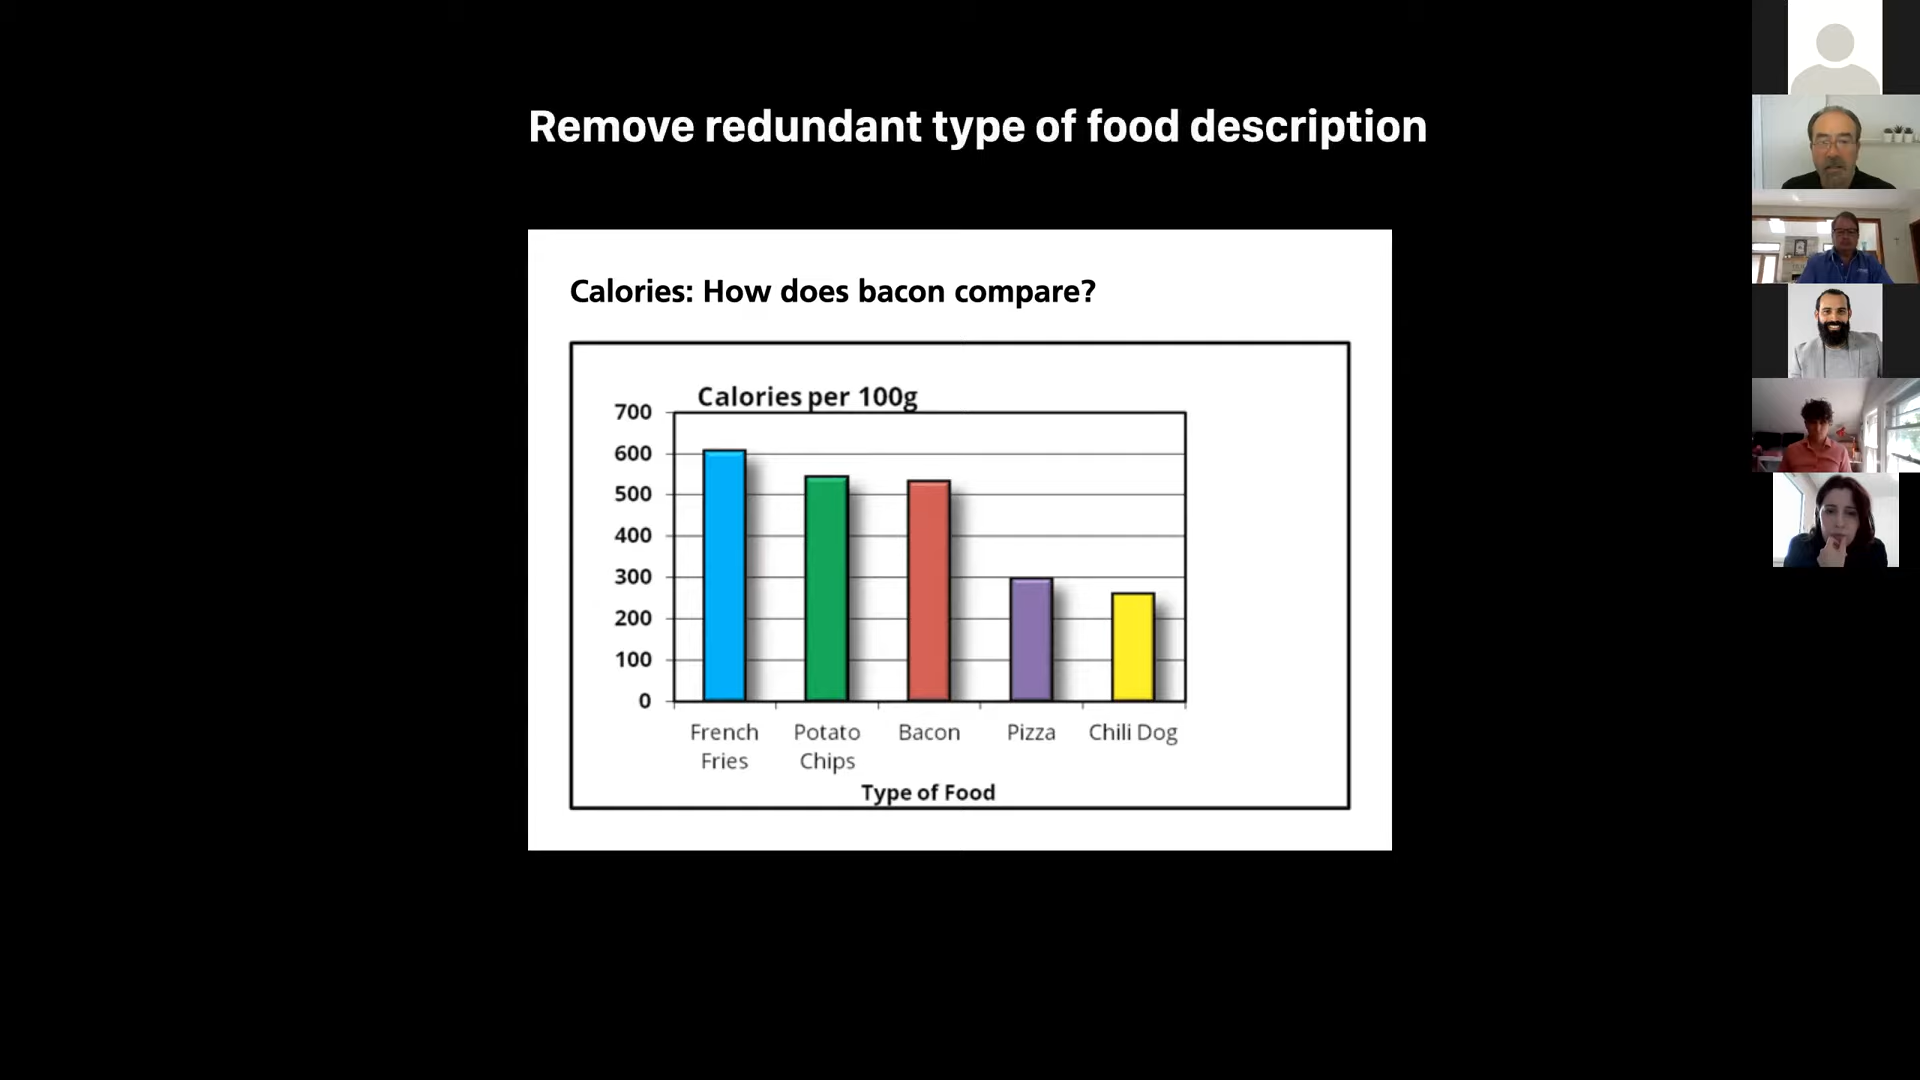 Remove redundant type of food description
Calories: How does bacon compare?
Calories per 100g
700
600
500
400
300
200
100
0
French
Fries
Potato
Chips
Bacon
Pizza
Chili Dog
Type of Food